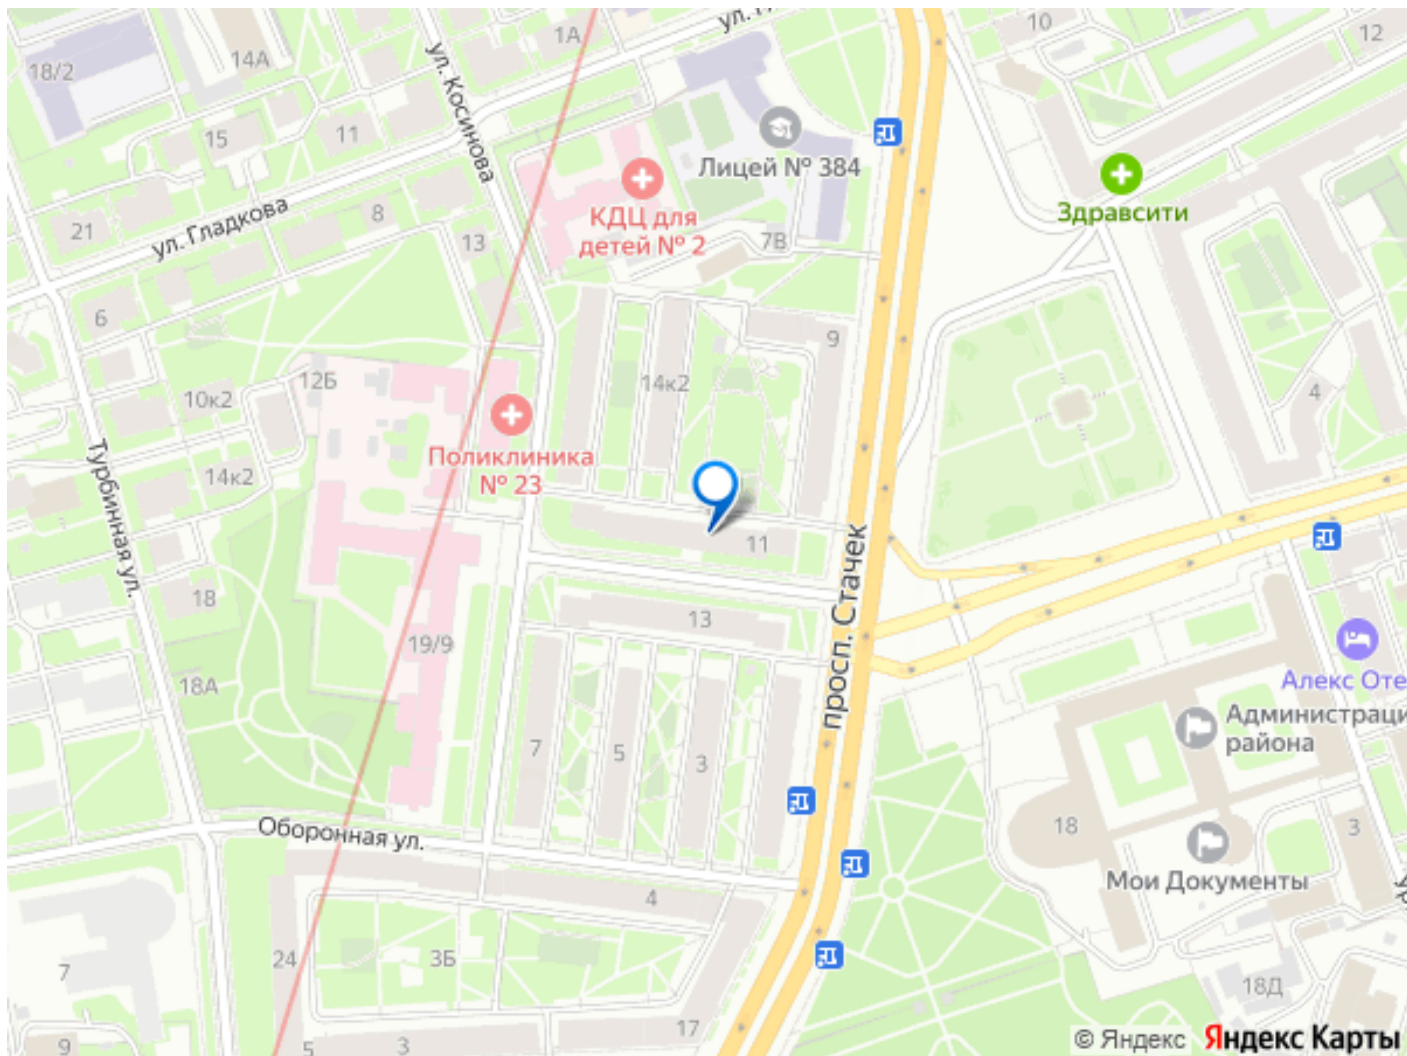 1А
ул.
10
12
18/2
14А
ул. Косинова
15
11
Лицей № 384
Здравсити
КДЦ для
детей № 2
21
ул. Гладкова
8
13
7В
6
9
12Б
14к2
10к2
4
Поликлиника
№ 23
14к2
Турбинная ул.
11
просп. Стачек
18
13
19/9
18А
Алекс Оте
Администраци
района
7
5
3
Оборонная ул.
18
3
Мои Документы
4
24
3Б
7
18Д
17
9
5
3
© Яндекс Яндекс Карты